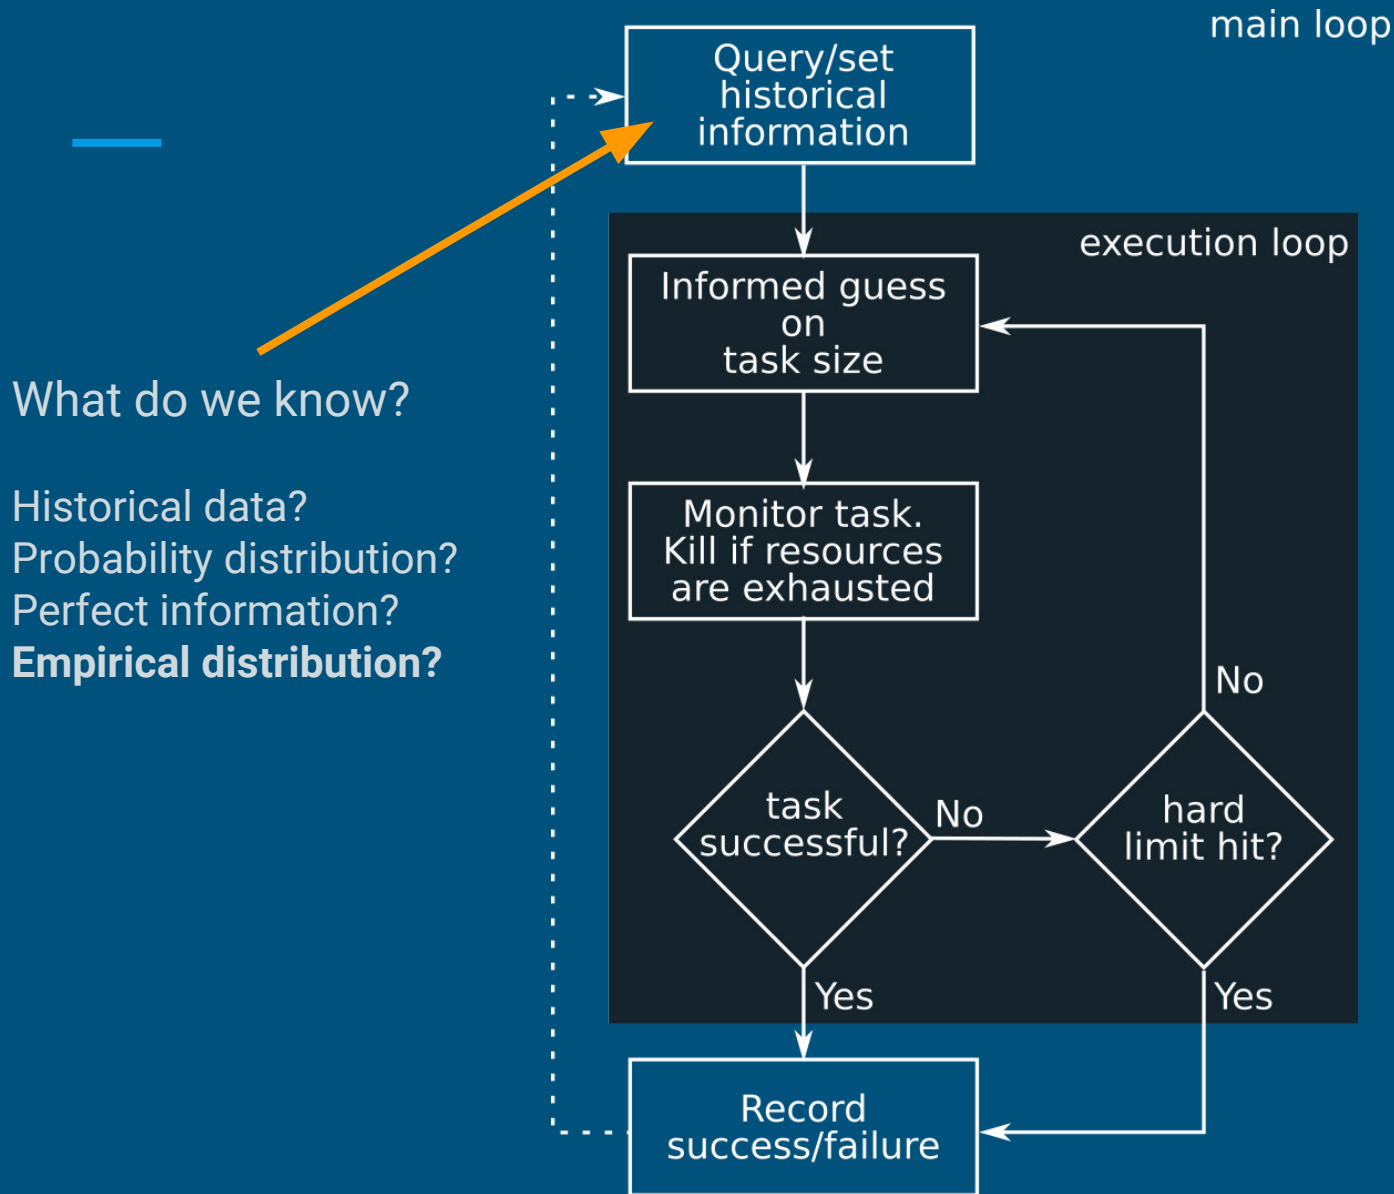 main loop
Query/set
historical
information
execution loop
Informed guess
on
task size
What do we know?
Historical data?
Probability distribution?
Perfect information?
Empirical distribution?
Monitor task.
Kill if resources
are exhausted
No
task
successful?
No
hard
limit hit?
Yes
Yes
Record
success/failure